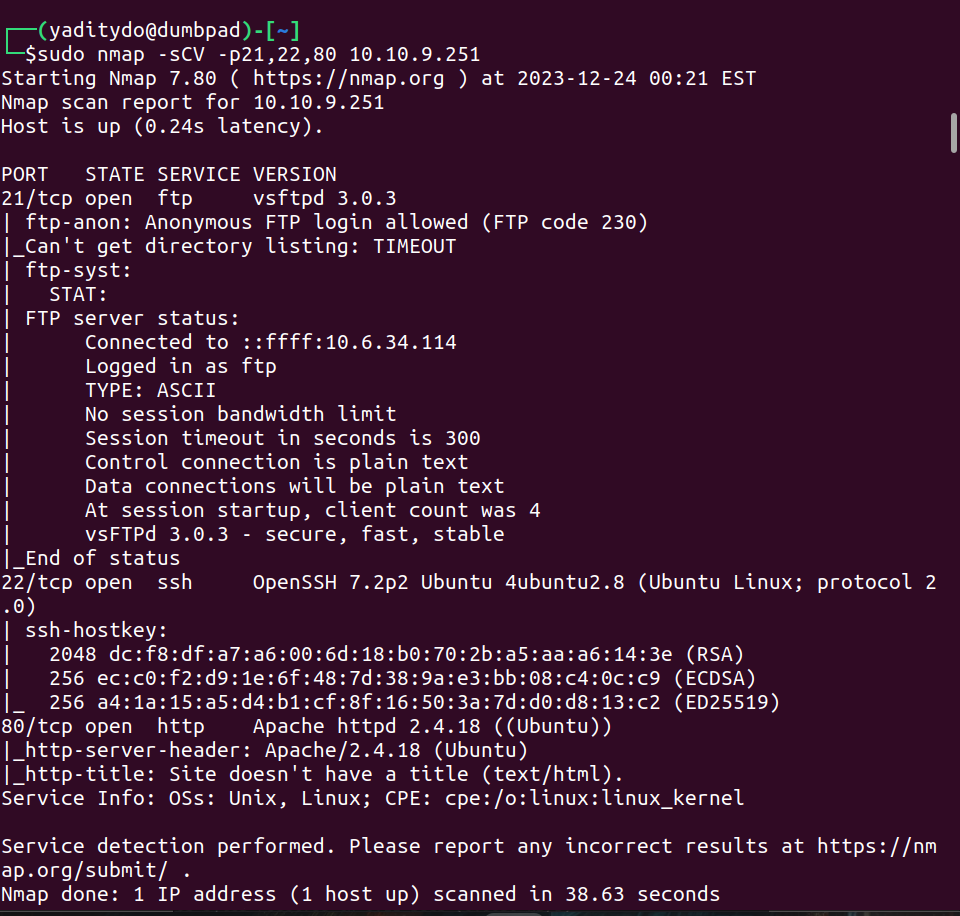 ┌──(yaditydo@dumbpad)-[~]
└─$sudo nmap -sCV -p21,22,80 10.10.9.251
Starting Nmap 7.80 ( https://nmap.org ) at 2023-12-24 00:21 EST
Nmap scan report for 10.10.9.251
Host is up (0.24s latency).

PORT   STATE SERVICE VERSION
21/tcp open  ftp     vsftpd 3.0.3
| ftp-anon: Anonymous FTP login allowed (FTP code 230)
|_Can't get directory listing: TIMEOUT
| ftp-syst:
|   STAT:
| FTP server status:
|      Connected to ::ffff:10.6.34.114
|      Logged in as ftp
|      TYPE: ASCII
|      No session bandwidth limit
|      Session timeout in seconds is 300
|      Control connection is plain text
|      Data connections will be plain text
|      At session startup, client count was 4
|      vsFTPd 3.0.3 - secure, fast, stable
|_End of status
22/tcp open  ssh     OpenSSH 7.2p2 Ubuntu 4ubuntu2.8 (Ubuntu Linux; protocol 2
.0)
| ssh-hostkey:
|   2048 dc:f8:df:a7:a6:00:6d:18:b0:70:2b:a5:aa:a6:14:3e (RSA)
|   256 ec:c0:f2:d9:1e:6f:48:7d:38:9a:e3:bb:08:c4:0c:c9 (ECDSA)
|_  256 a4:1a:15:a5:d4:b1:cf:8f:16:50:3a:7d:d0:d8:13:c2 (ED25519)
80/tcp open  http    Apache httpd 2.4.18 ((Ubuntu))
|_http-server-header: Apache/2.4.18 (Ubuntu)
|_http-title: Site doesn't have a title (text/html).
Service Info: OSs: Unix, Linux; CPE: cpe:/o:linux:linux_kernel

Service detection performed. Please report any incorrect results at https://nm
ap.org/submit/ .
Nmap done: 1 IP address (1 host up) scanned in 38.63 seconds